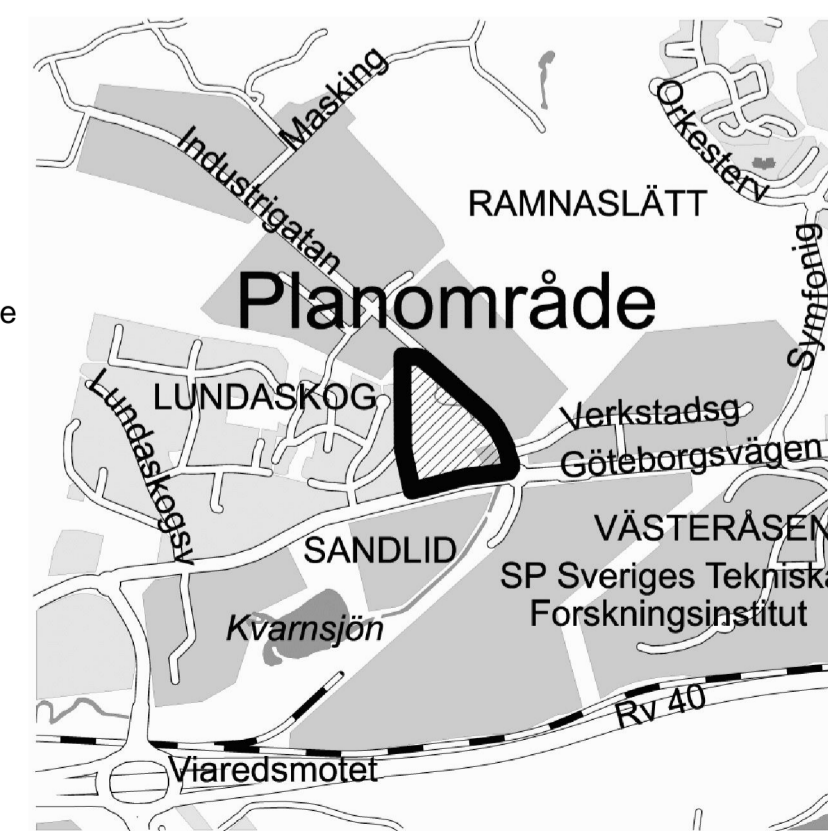 Masking
Orkesterv
Industrigatan
RAMNASLÄTT
Symfonig
e
Planområde
LUNDASKOG
Lundaskogsv
Verkstadsg
Göteborgsvägen
VÄSTERÅSEN
SANDLID
SP Sveriges Tekniska
Forskningsinstitut
Kvarnsjön
Rv 40
Viaredsmotet